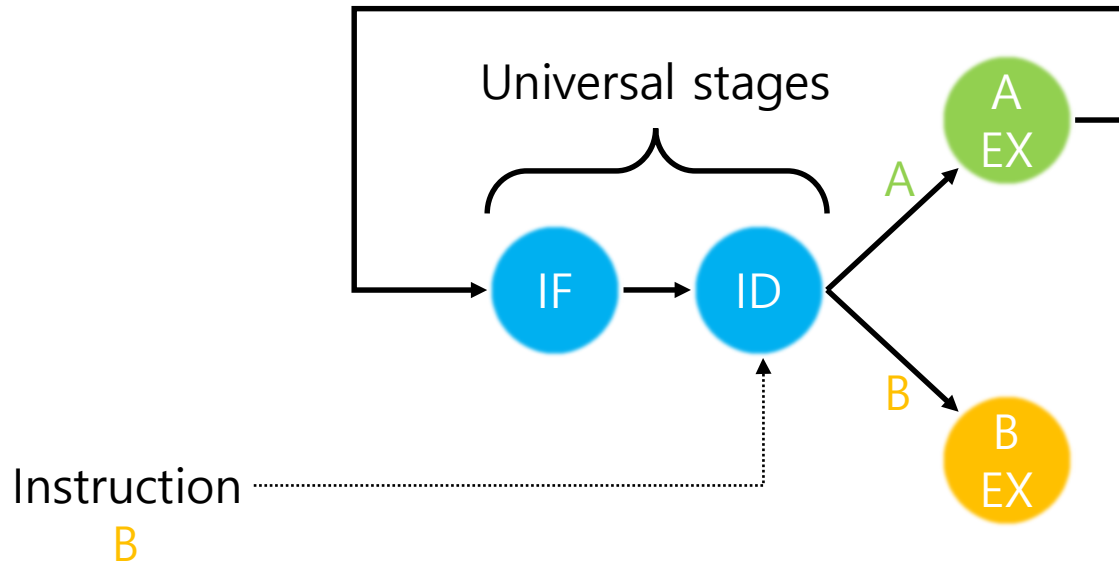 Universal stages
A
EX
A
IF
ID
B
B
EX
Instruction
B